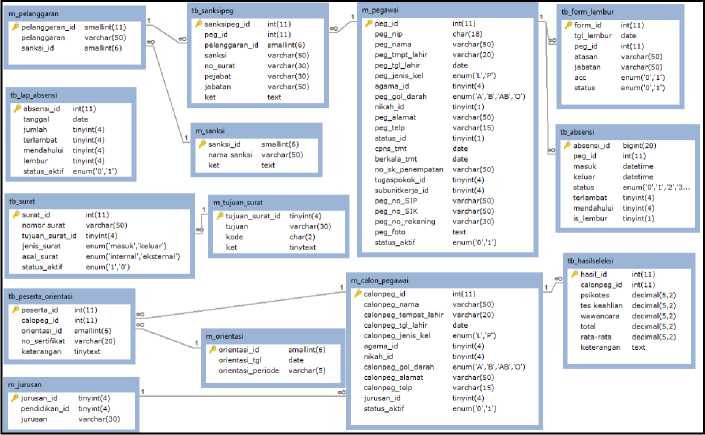 m_pelanggaran
pelanggaran_id smallint(11)
pelanggaran varchar(50)
sanksi_id smallint(6)
tb_sanksipeg
sanksipeg_id int(11)
peg_id int(11)
pelanggaran_id smallint(6)
sanksi varchar(50)
no_surat varchar(30)
pejabat varchar(30)
jabatan varchar(50)
ket text
m_pegawai
peg_id int(11)
peg_nip char(18)
peg_nama varchar(50)
peg_tmpt_lahir varchar(20)
peg_tgl_lahir date
peg_jenis_kel enum('L','P')
agama_id tinyint(4)
peg_gol_darah enum('A','B','AB','O')
nikah_id tinyint(1)
peg_alamat varchar(50)
peg_telp varchar(15)
status_id tinyint(1)
cpns_tmt date
berkala_tmt date
no_sk_penempatan varchar(50)
tugaspokok_id tinyint(4)
subunitkerja_id tinyint(4)
peg_no_SIP varchar(50)
peg_no_SIK varchar(50)
peg_no_rekening varchar(30)
peg_foto text
status_aktif enum('0','1')
tb_form_lembur
form_id int(11)
tgl_lembur date
peg_id int(11)
atasan varchar(50)
jabatan varchar(50)
acc enum('0','1')
status enum('0','1')
tb_lap_absensi
absensi_id int(11)
tanggal date
jumlah tinyint(4)
terlambat tinyint(4)
mendahului tinyint(4)
lembur tinyint(4)
status_aktif enum('0','1')
m_sanksi
sanksi_id smallint(6)
nama sanksi varchar(50)
ket text
tb_absensi
absensi_id bigint(20)
peg_id int(11)
masuk datetime
keluar datetime
status enum('0','1','2','3...
terlambat tinyint(4)
mendahului tinyint(4)
is_lembur tinyint(1)
tb_surat
surat_id int(11)
nomor surat varchar(50)
tujuan_surat_id tinyint(4)
jenis_surat enum('masuk','keluar')
asal_surat enum('internal','eksternal')
status_aktif enum('1','0')
m_tujuan_surat
tujuan_surat_id tinyint(4)
tujuan varchar(30)
kode char(2)
ket tinytext
tb_peserta_orientasi
peserta_id int(11)
calopeg_id int(11)
orientasi_id smallint(6)
no_sertifikat varchar(20)
keterangan tinytext
m_orientasi
orientasi_id smallint(6)
orientasi_tgl date
orientasi_periode varchar(5)
m_calon_pegawai
calonpeg_id int(11)
calonpeg_nama varchar(50)
calonpeg_tempat_lahir varchar(20)
calonpeg_tgl_lahir date
calonpeg_jenis_kel enum('L','P')
agama_id tinyint(4)
nikah_id tinyint(4)
calonpeg_gol_darah enum('A','B','AB','O')
calonpeg_alamat varchar(50)
calonpeg_telp varchar(15)
jurusan_id tinyint(4)
status_aktif enum('0','1')
tb_hasilseleksi
hasil_id int(11)
calonpeg_id int(11)
psikotes decimal(5,2)
tes keahlian decimal(5,2)
wawancara decimal(5,2)
total decimal(5,2)
rata-rata decimal(5,2)
keterangan text
m_jurusan
jurusan_id tinyint(4)
pendidikan_id tinyint(4)
jurusan varchar(30)